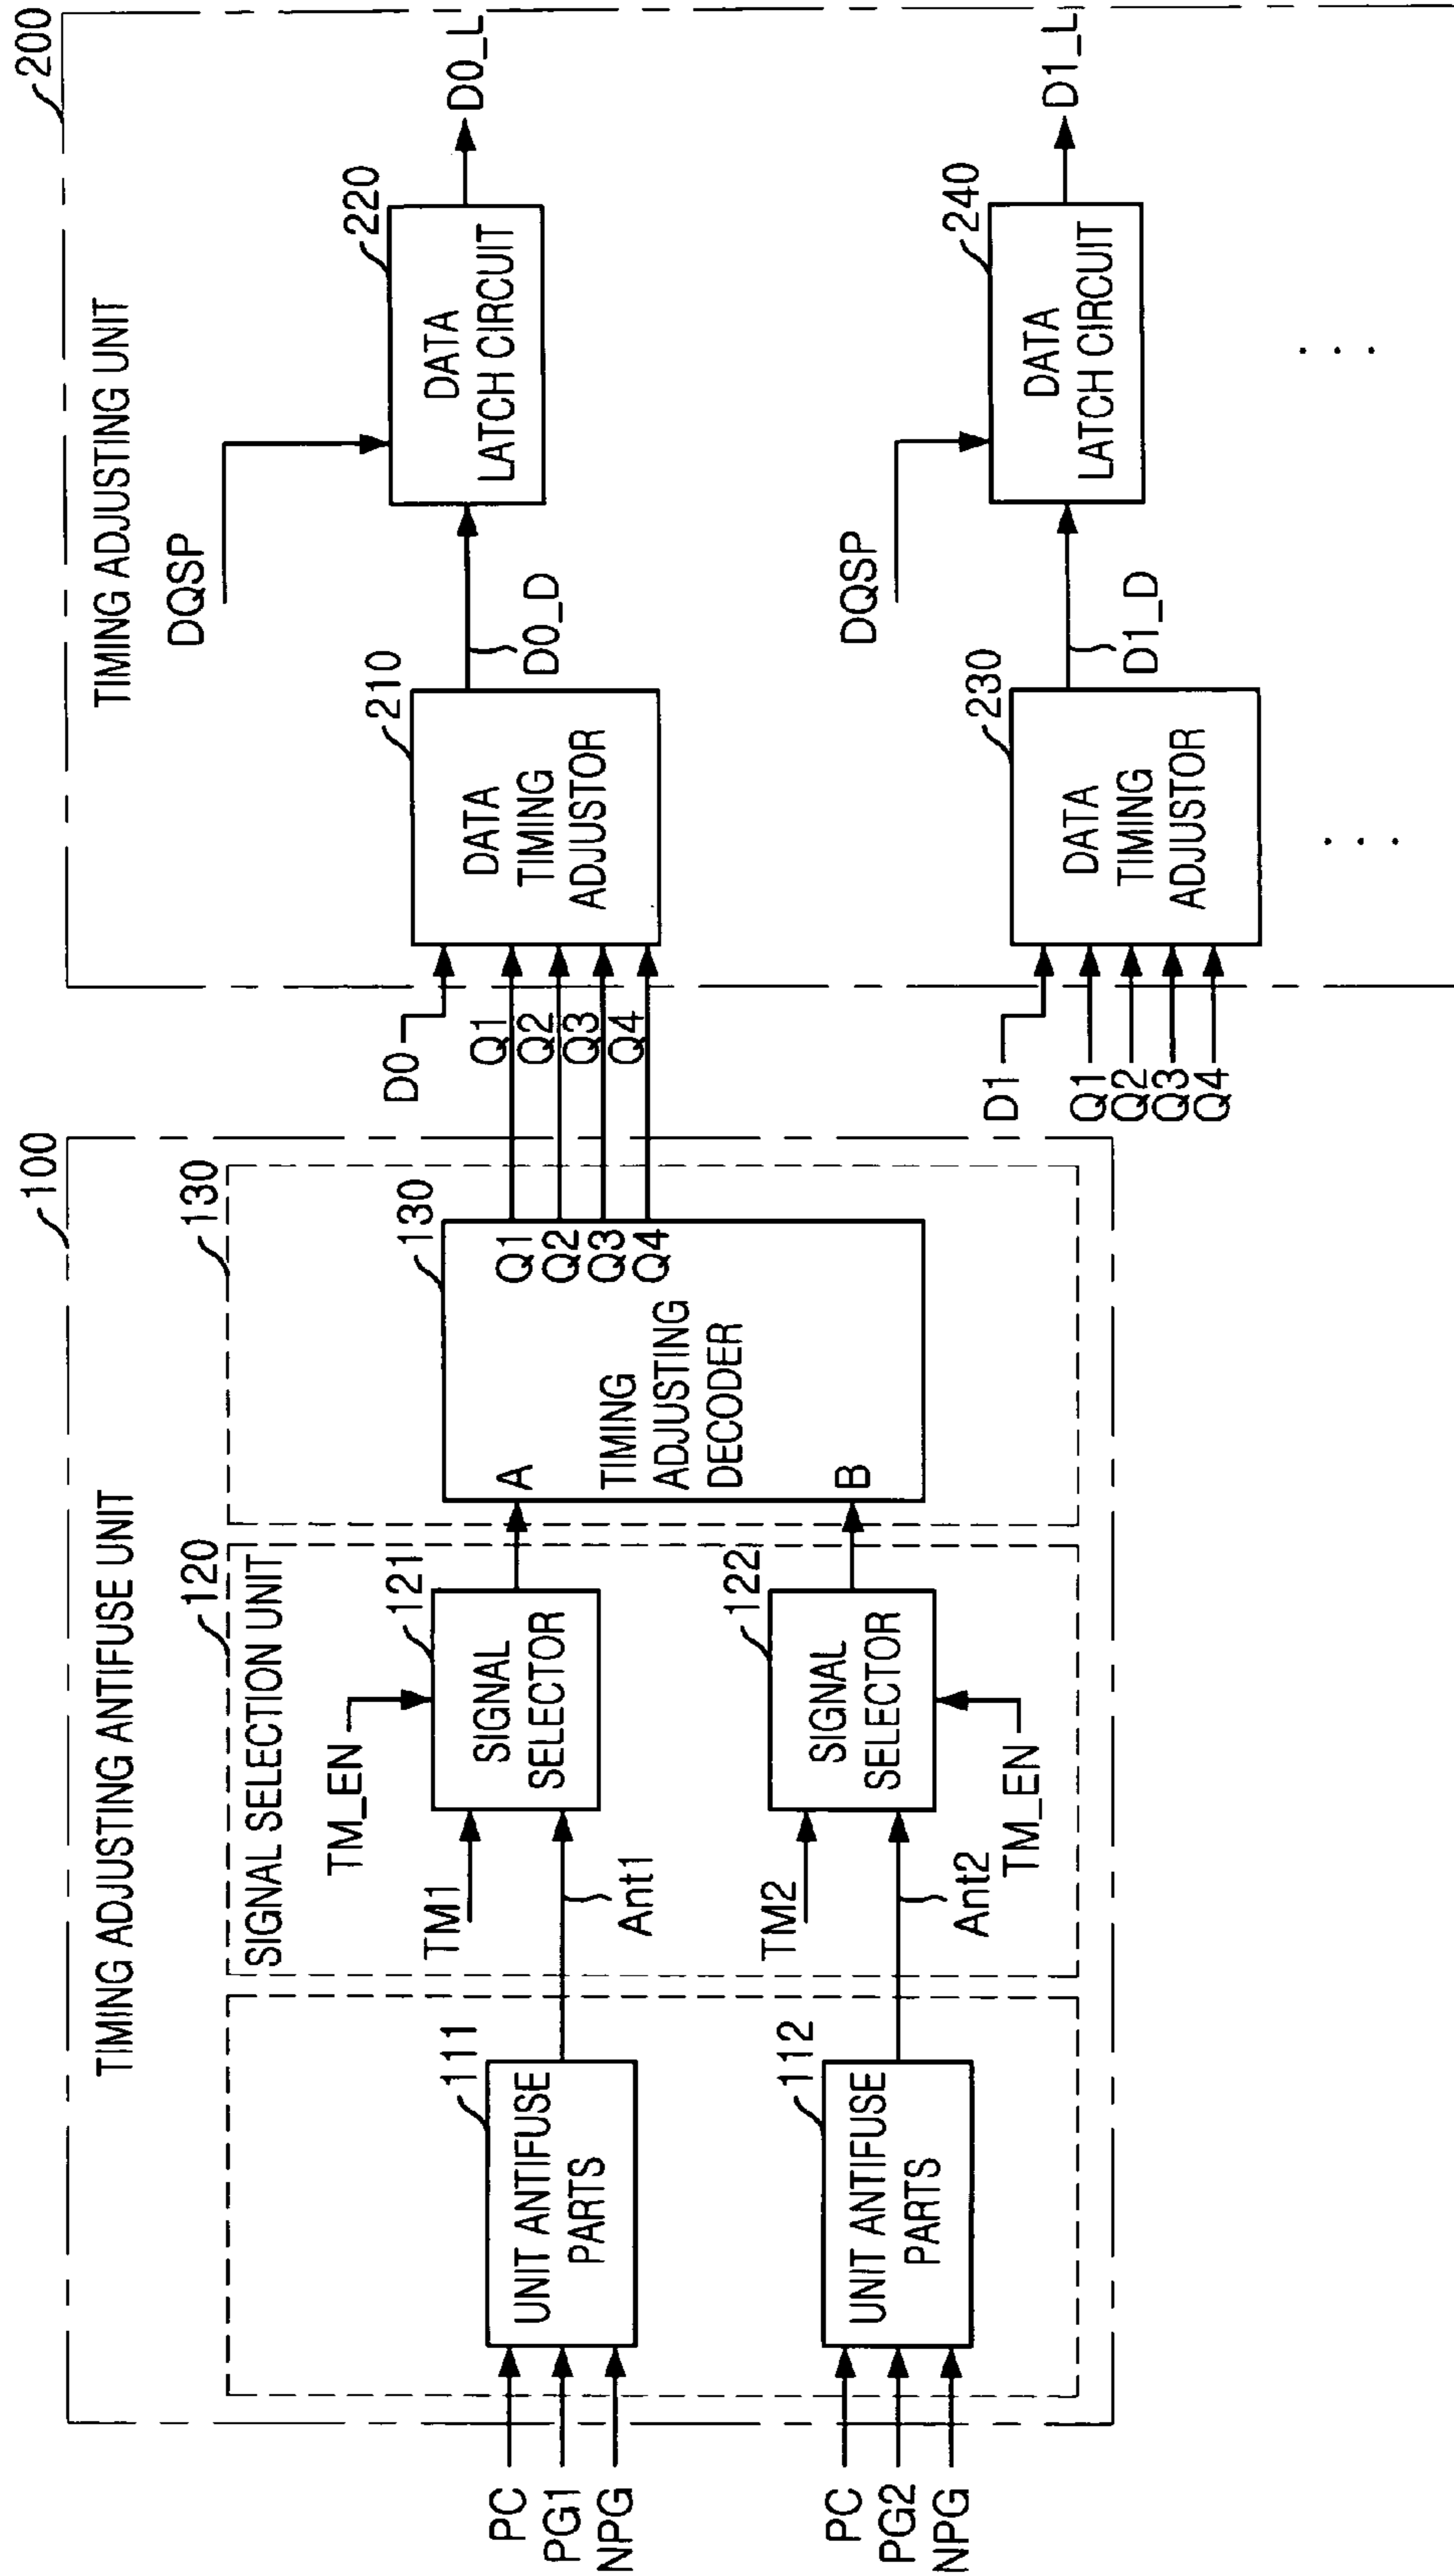 100
TIMING ADJUSTING ANTIFUSE UNIT
120
SIGNAL SELECTION UNIT
130
PC
PG1
NPG
111
UNIT ANTIFUSE
PARTS
Ant1
TM1
TM_EN
121
SIGNAL
SELECTOR
PC
PG2
NPG
112
UNIT ANTIFUSE
PARTS
Ant2
TM2
TM_EN
122
SIGNAL
SELECTOR
130
A
B
TIMING
ADJUSTING
DECODER
Q1
Q2
Q3
Q4
200
TIMING ADJUSTING UNIT
D0
Q1
Q2
Q3
Q4
210
DATA
TIMING
ADJUSTOR
D0_D
DQSP
220
DATA
LATCH CIRCUIT
D0_L
D1
Q1
Q2
Q3
Q4
230
DATA
TIMING
ADJUSTOR
D1_D
DQSP
240
DATA
LATCH CIRCUIT
D1_L
. . .
. . .